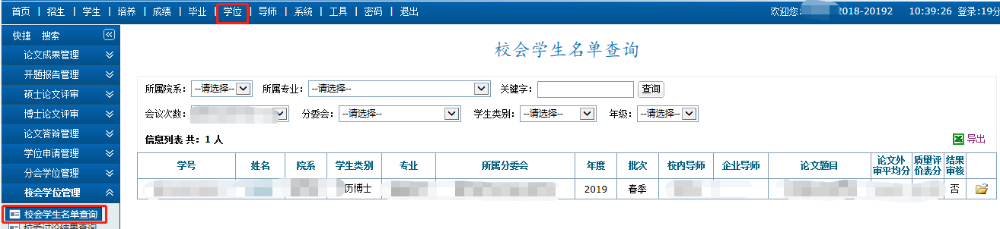 首页 | 招生 | 学生 | 培养 | 成绩 | 毕业 | 学位 | 导师 | 系统 | 工具 | 密码 | 退出
欢迎您: 2018-20192 10:39:26 登录:19分
快捷 搜索
论文成果管理
开题报告管理
硕士论文评审
博士论文评审
论文答辩管理
学位申请管理
分会学位管理
校会学位管理
校会学生名单查询
校委讨论结果查询
校会学生名单查询
所属院系: --请选择-- 所属专业: --请选择-- 关键字: 查询
会议次数: 分委会: --请选择-- 学生类别: --请选择-- 年级: --请选择--
信息列表 共: 1 人 导出
学号 姓名 院系 学生类别 专业 所属分委会 年度 批次 校内导师 企业导师 论文题目 论文外审平均分 质量评价表分 结果审核
历博士 2019 春季 否